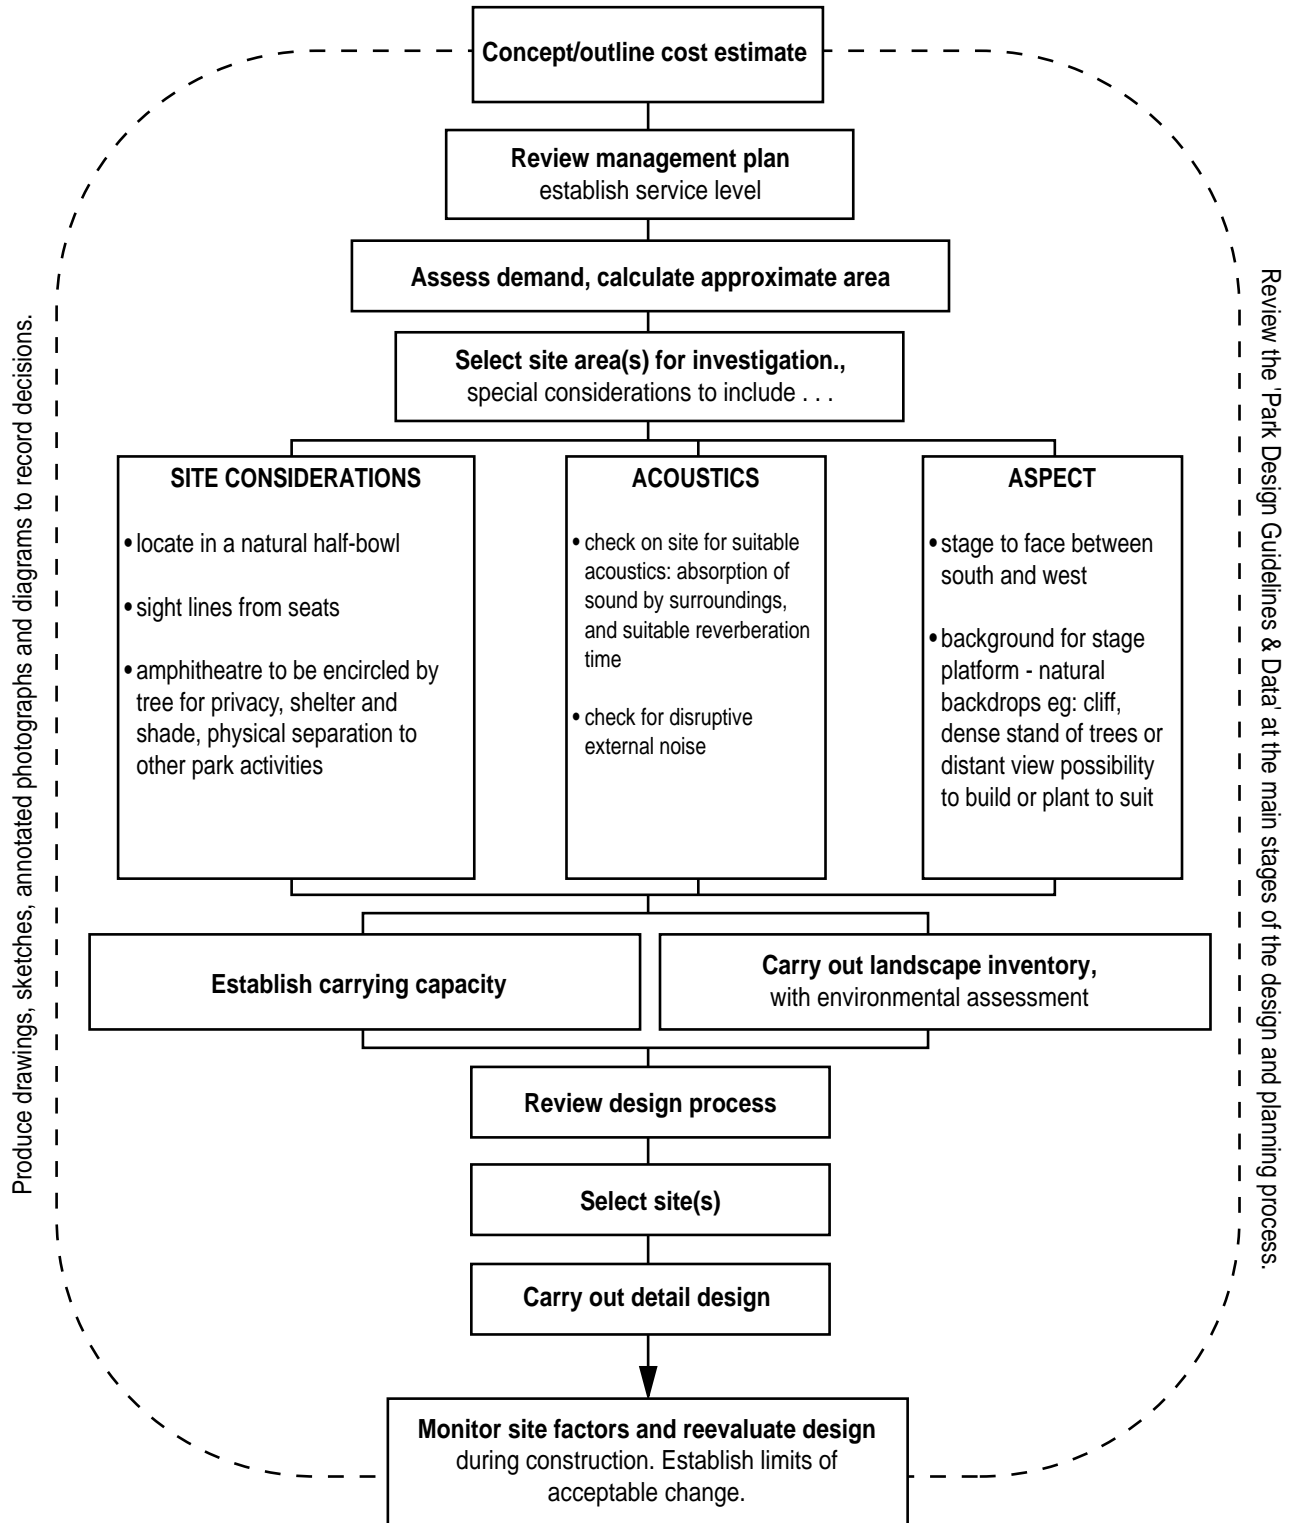 Concept/outline cost estimate
Review management plan
establish service level
Assess demand, calculate approximate area
Select site area(s) for investigation.,
special considerations to include . . .
SITE CONSIDERATIONS
• locate in a natural half-bowl
• sight lines from seats
• amphitheatre to be encircled by
tree for privacy, shelter and
shade, physical separation to
other park activities
ACOUSTICS
• check on site for suitable
acoustics: absorption of
sound by surroundings,
and suitable reverberation
time
• check for disruptive
external noise
ASPECT
• stage to face between
south and west
• background for stage
platform - natural
backdrops eg: cliff,
dense stand of trees or
distant view possibility
to build or plant to suit
Establish carrying capacity
Carry out landscape inventory,
with environmental assessment
Review design process
Select site(s)
Carry out detail design
Monitor site factors and reevaluate design
during construction. Establish limits of
acceptable change.
Produce drawings, sketches, annotated photographs and diagrams to record decisions.
Review the 'Park Design Guidelines & Data' at the main stages of the design and planning process.